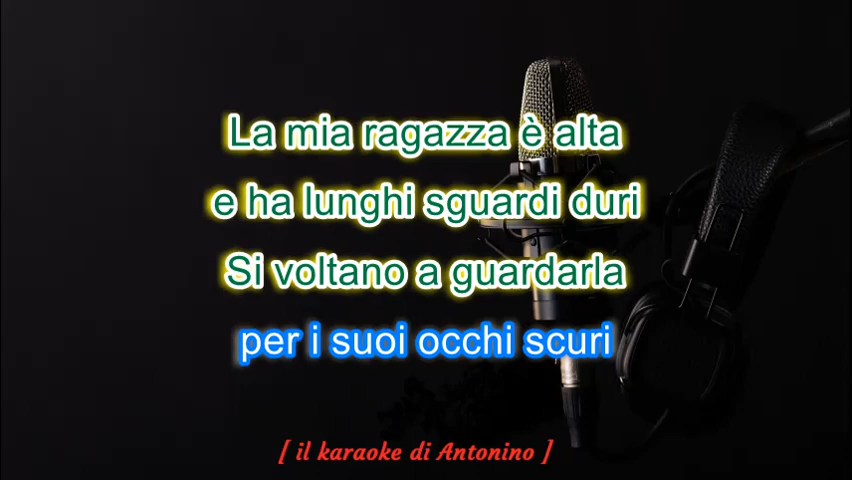 La mia ragazza è alta
e ha lunghi sguardi duri
Si voltano a guardarla
per i suoi occhi scuri
[ il karaoke di Antonino ]